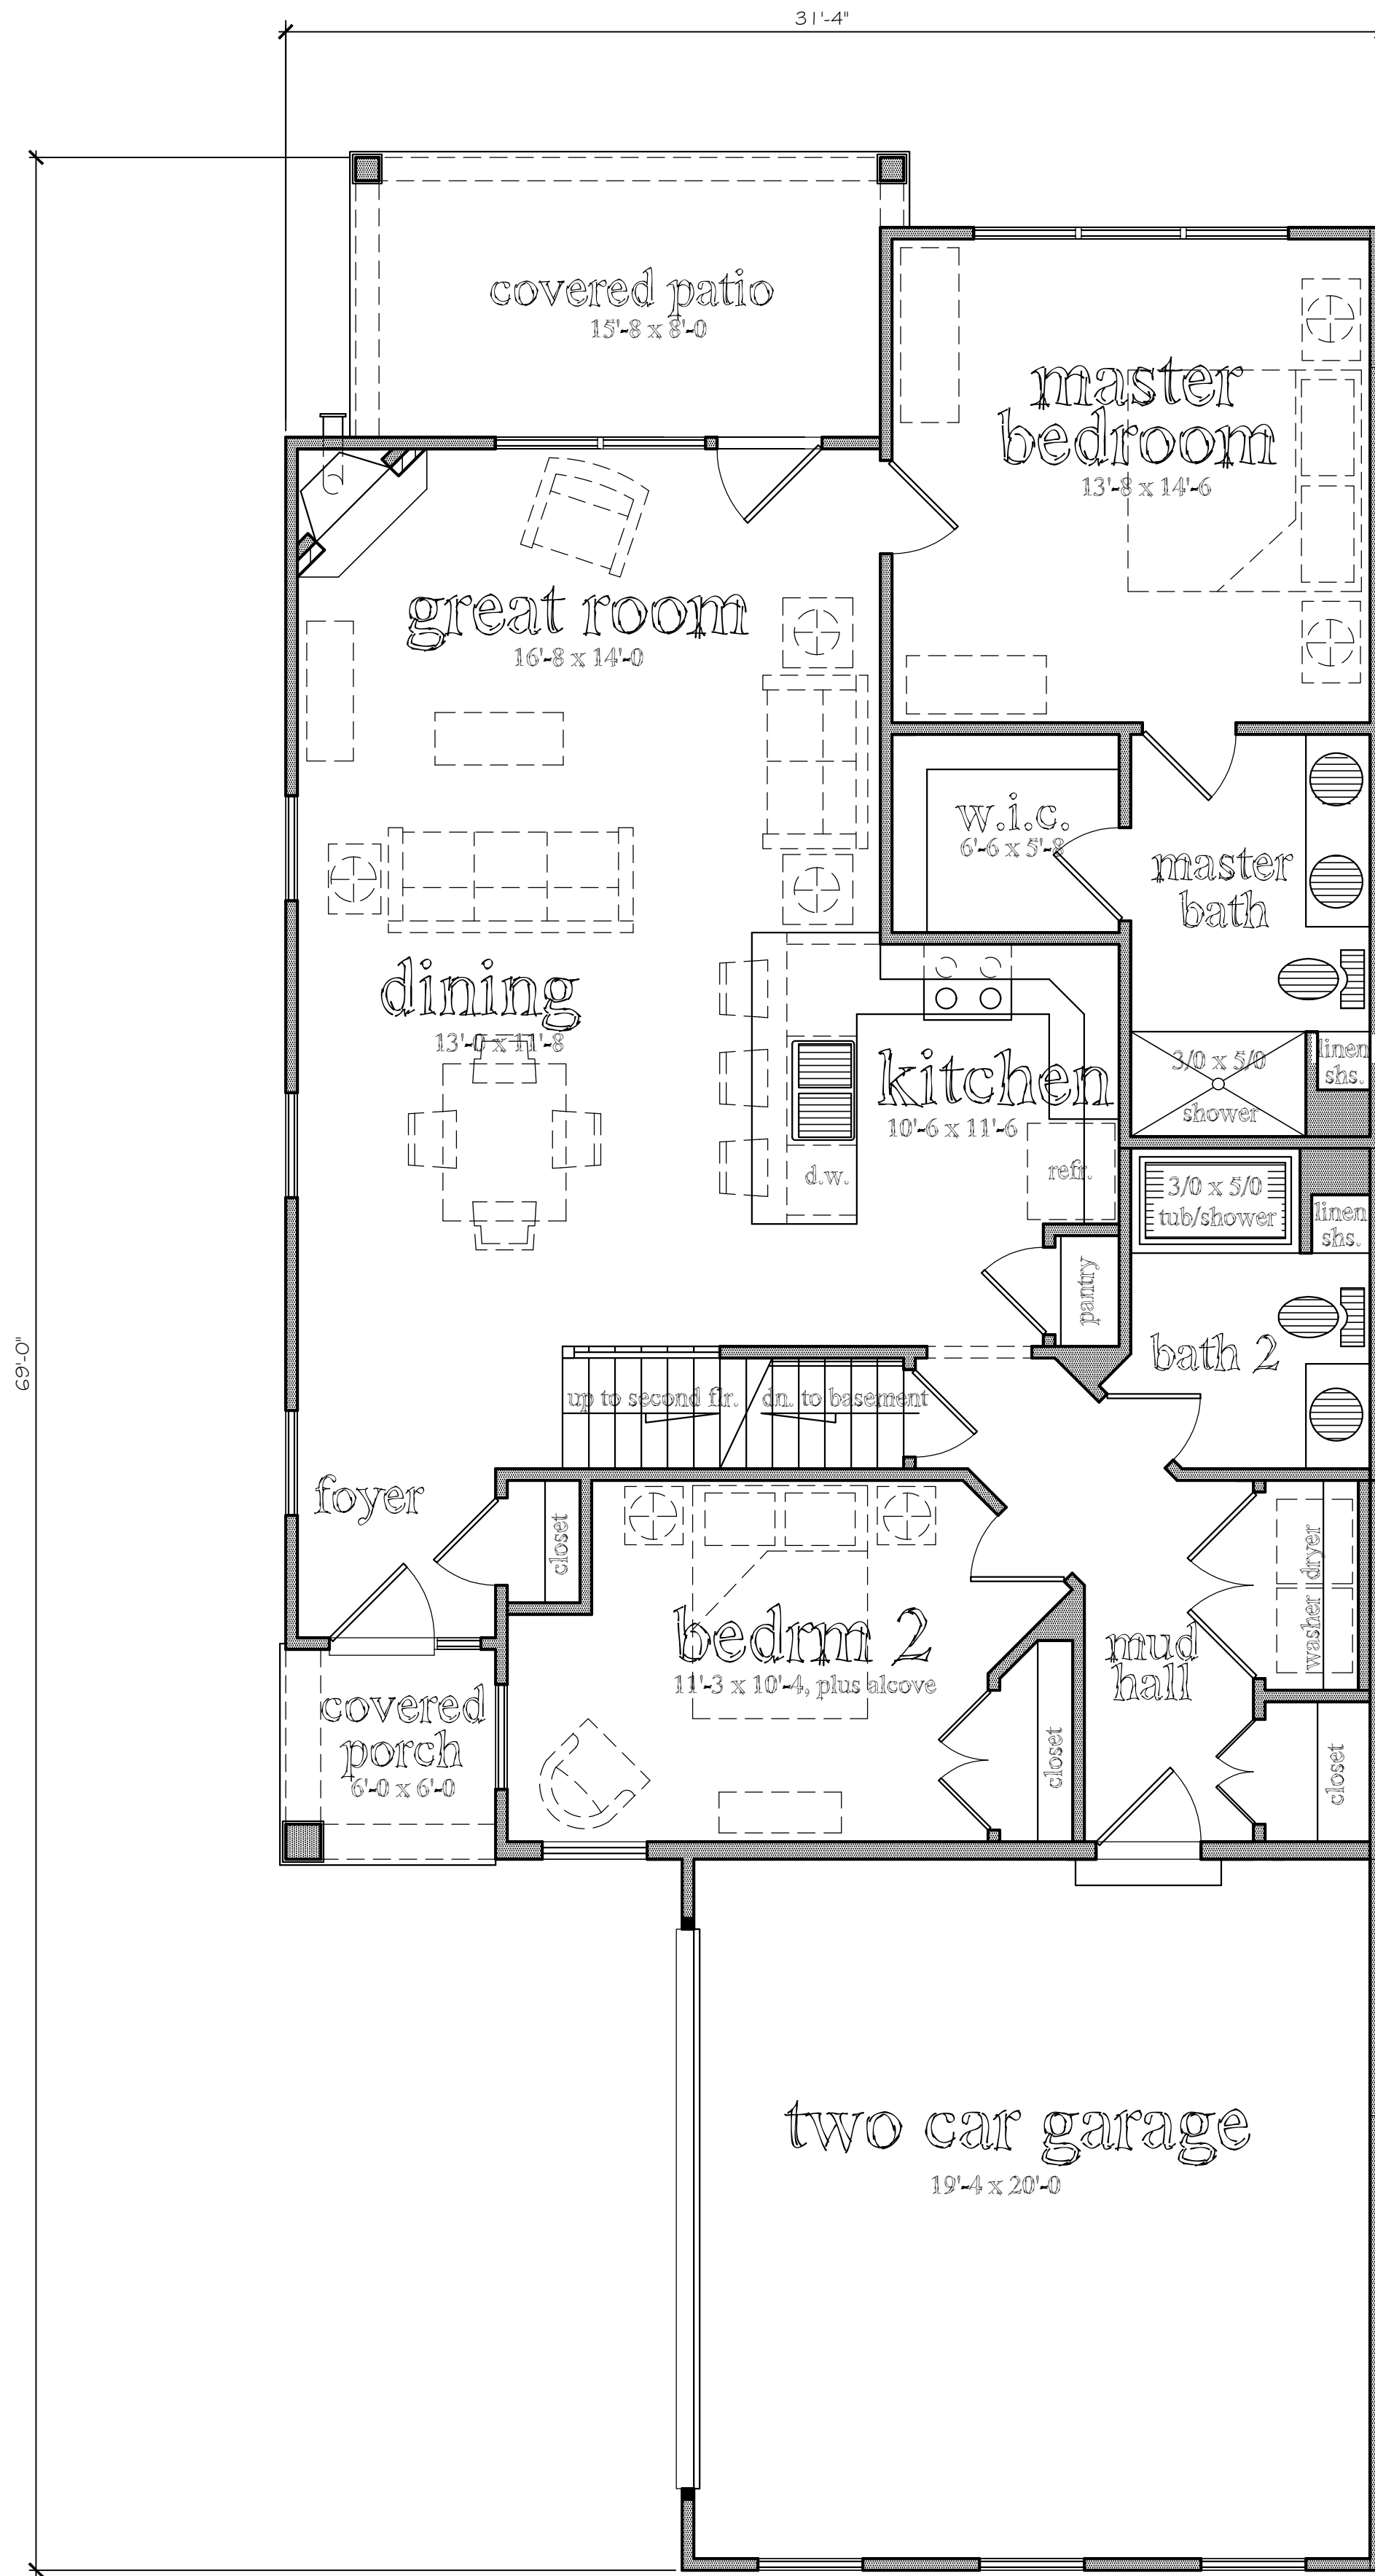 31'-4"
69'-0"
covered patio
15'-8 x 8'-0
master
bedroom
13'-8 x 14'-6
great room
16'-8 x 14'-0
w.i.c.
6'-6 x 5'-8
master
bath
dining
13'-0 x 11'-8
kitchen
10'-6 x 11'-6
3/0 x 5/0
shower
linen
shs.
d.w.
refr.
3/0 x 5/0
tub/shower
linen
shs.
pantry
bath 2
up to second flr.
dn. to basement
foyer
closet
washer dryer
bedrm 2
11'-3 x 10'-4, plus alcove
mud
hall
covered
porch
6'-0 x 6'-0
closet
closet
two car garage
19'-4 x 20'-0